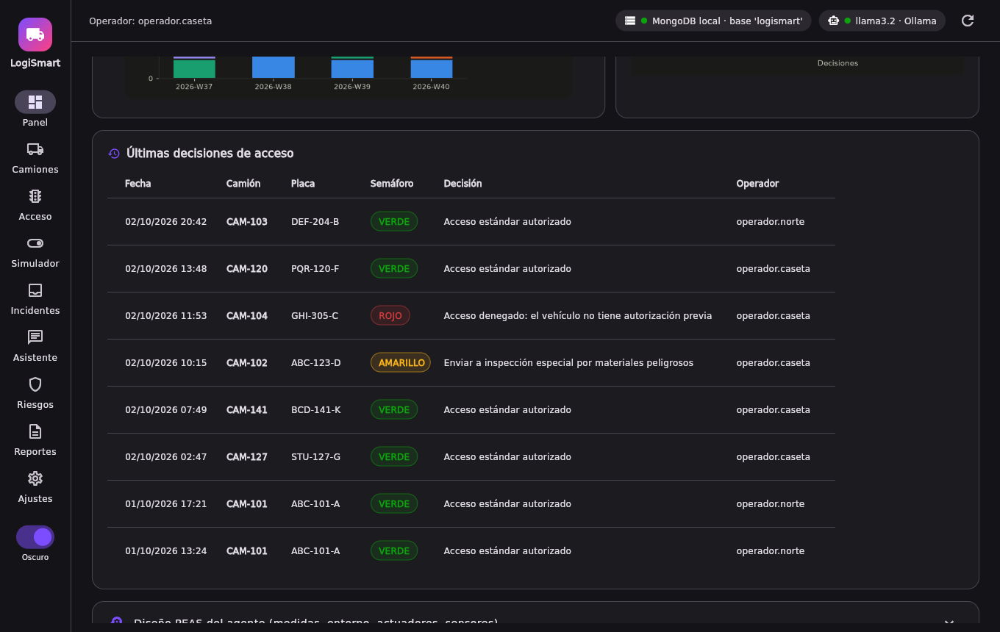 LogiSmart
Panel
Camiones
Acceso
Simulador
Incidentes
Asistente
Riesgos
Reportes
Ajustes
Oscuro
Operador: operador.caseta
MongoDB local · base 'logismart'
llama3.2 · Ollama
0
2026-W37 2026-W38 2026-W39 2026-W40
Decisiones
Últimas decisiones de acceso
Fecha Camión Placa Semáforo Decisión Operador
02/10/2026 20:42 CAM-103 DEF-204-B VERDE Acceso estándar autorizado operador.norte
02/10/2026 13:48 CAM-120 PQR-120-F VERDE Acceso estándar autorizado operador.caseta
02/10/2026 11:53 CAM-104 GHI-305-C ROJO Acceso denegado: el vehículo no tiene autorización previa operador.caseta
02/10/2026 10:15 CAM-102 ABC-123-D AMARILLO Enviar a inspección especial por materiales peligrosos operador.caseta
02/10/2026 07:49 CAM-141 BCD-141-K VERDE Acceso estándar autorizado operador.caseta
02/10/2026 02:47 CAM-127 STU-127-G VERDE Acceso estándar autorizado operador.caseta
01/10/2026 17:21 CAM-101 ABC-101-A VERDE Acceso estándar autorizado operador.norte
01/10/2026 13:24 CAM-101 ABC-101-A VERDE Acceso estándar autorizado operador.norte
Diseño PEAS del agente (medidas, entorno, actuadores, sensores)